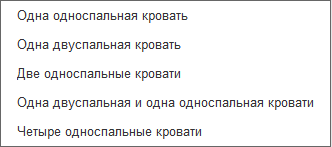 Одна односпальная кровать
Одна двуспальная кровать
Две односпальные кровати
Одна двуспальная и одна односпальная кровати
Четыре односпальные кровати